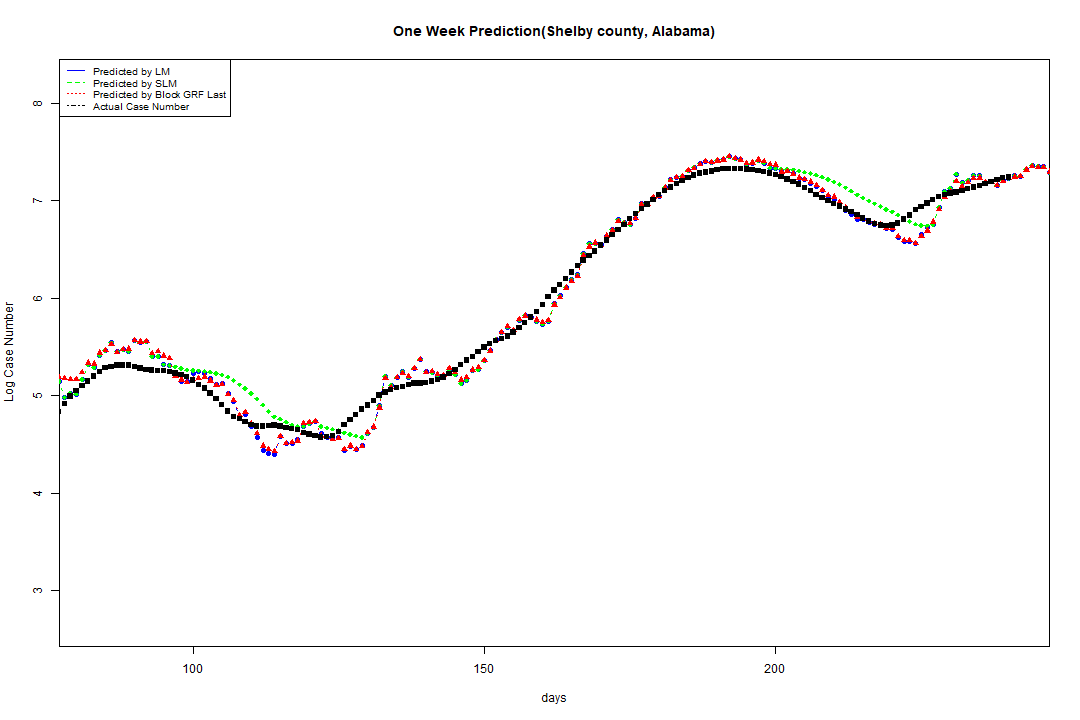 One Week Prediction(Shelby county, Alabama)
Predicted by LM
Predicted by SLM
Predicted by Block GRF Last
Actual Case Number
8
7
6
5
4
3
Log Case Number
100
150
200
days